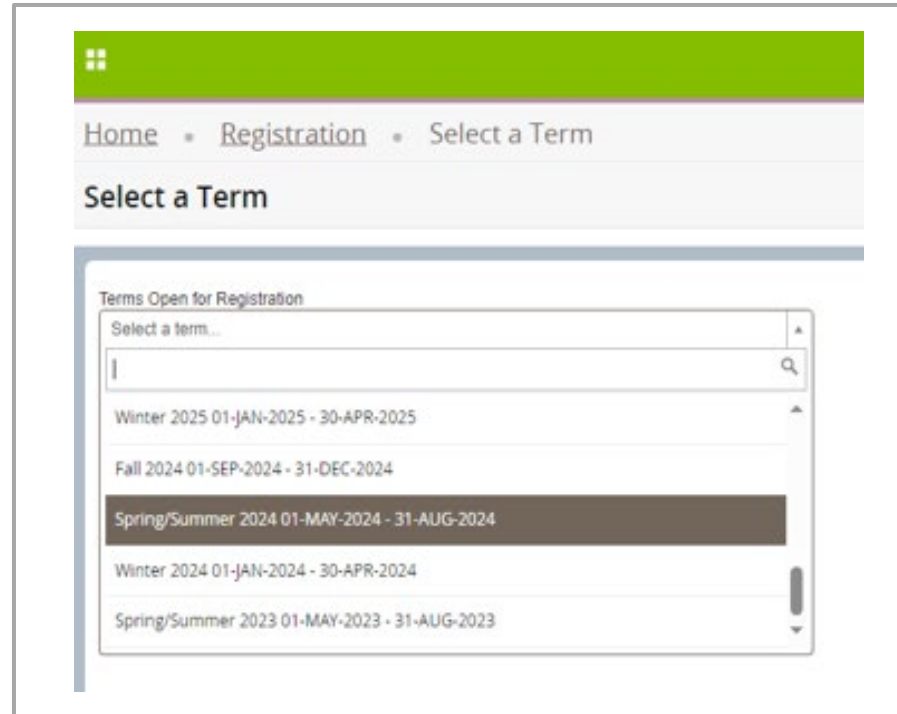 Home • Registration • Select a Term
Select a Term
Terms Open for Registration
Select a term...
Winter 2025 01-JAN-2025 - 30-APR-2025
Fall 2024 01-SEP-2024 - 31-DEC-2024
Spring/Summer 2024 01-MAY-2024 - 31-AUG-2024
Winter 2024 01-JAN-2024 - 30-APR-2024
Spring/Summer 2023 01-MAY-2023 - 31-AUG-2023